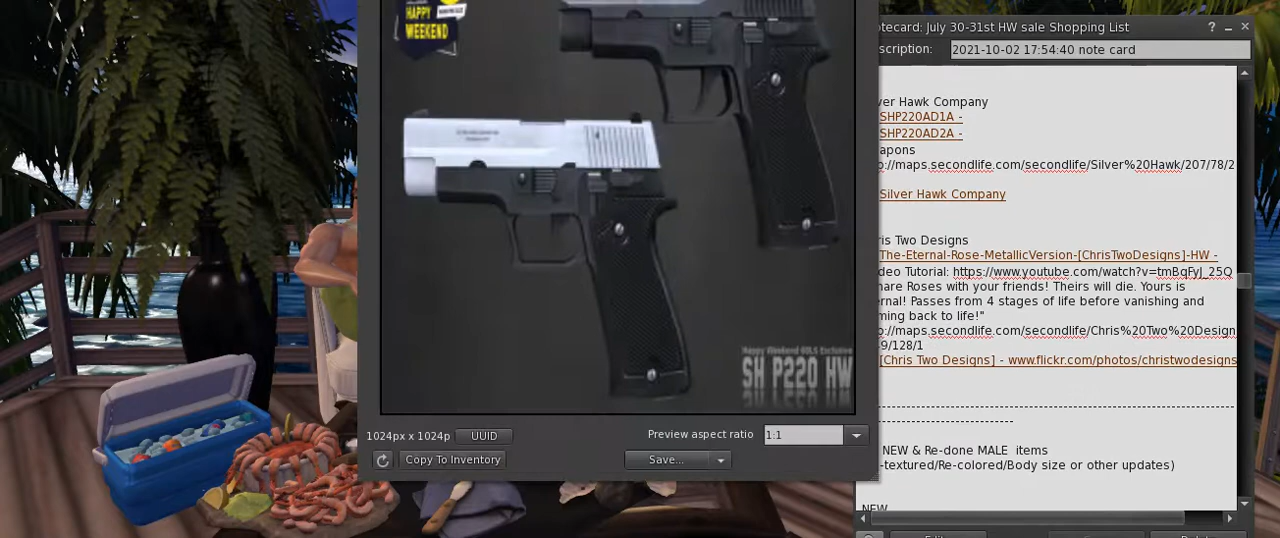 HAPPY
WEEKEND
Happy Weekend 60L$ Exclusive
SH P220 HW
1024px x 1024p
UUID
Preview aspect ratio
1:1
Copy To Inventory
Save...
otecard: July 30-31st HW sale Shopping List
scription:
2021-10-02 17:54:40 note card
ver Hawk Company
SHP220AD1A -
SHP220AD2A -
apons
p://maps.secondlife.com/secondlife/Silver%20Hawk/207/78/2
Silver Hawk Company
ris Two Designs
The-Eternal-Rose-MetallicVersion-[ChrisTwoDesigns]-HW -
deo Tutorial: https://www.youtube.com/watch?v=tmBqFyJ_25Q
hare Roses with your friends! Theirs will die. Yours is
ernal! Passes from 4 stages of life before vanishing and
ming back to life!"
p://maps.secondlife.com/secondlife/Chris%20Two%20Design
9/128/1
[Chris Two Designs] - www.flickr.com/photos/christwodesigns
--------------------------
NEW & Re-done MALE items
-textured/Re-colored/Body size or other updates)
NEW